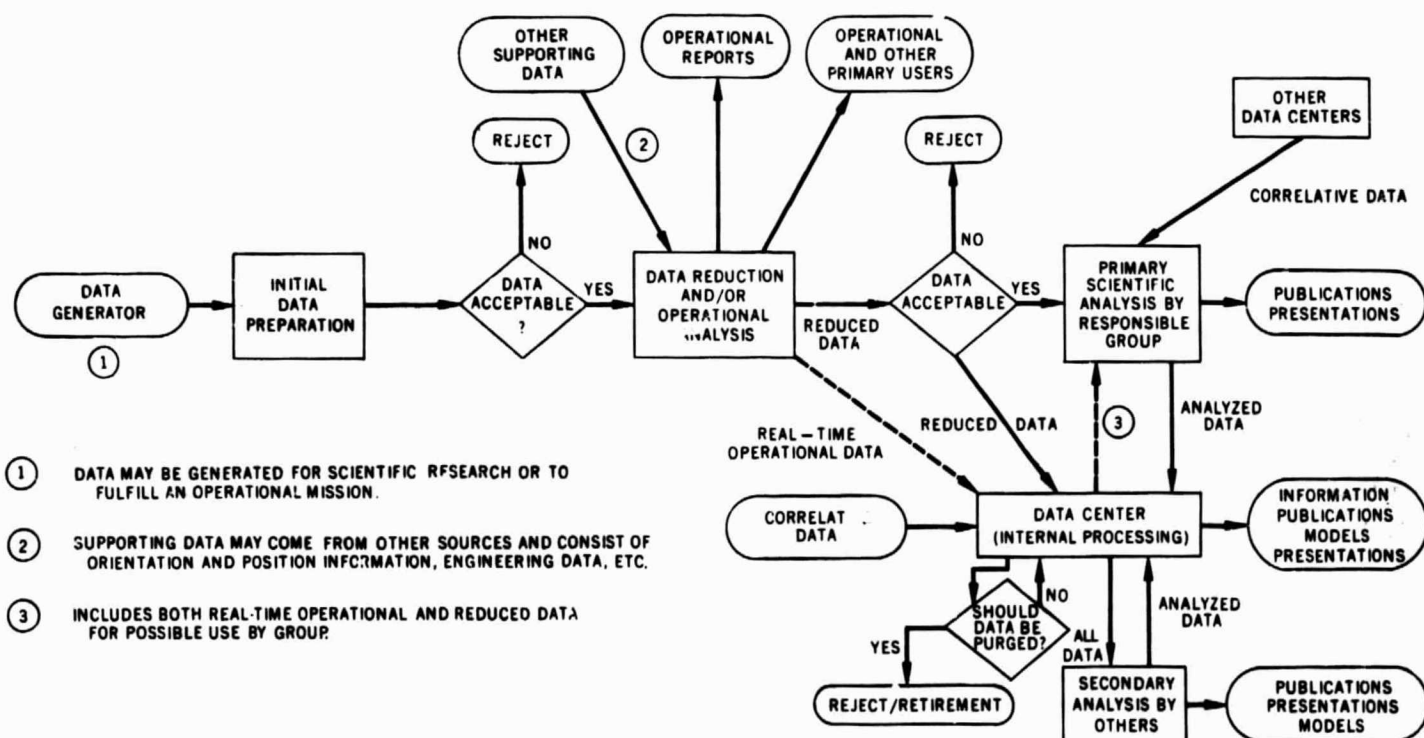 OTHER
SUPPORTING
DATA
OPERATIONAL
REPORTS
OPERATIONAL
AND OTHER
PRIMARY USERS
OTHER
DATA CENTERS
REJECT
2
REJECT
CORRELATIVE DATA
NO
NO
DATA
GENERATOR
1
INITIAL
DATA
PREPARATION
DATA
ACCEPTABLE
?
YES
DATA REDUCTION
AND/OR
OPERATIONAL
REDUCED
DATA
DATA
ACCEPTABLE
YES
PRIMARY
SCIENTIFIC
ANALYSIS BY
RESPONSIBLE
GROUP
PUBLICATIONS
PRESENTATIONS
REAL-TIME
OPERATIONAL DATA
REDUCED DATA
3
ANALYZED
DATA
1 DATA MAY BE GENERATED FOR SCIENTIFIC RESEARCH OR TO
FULFILL AN OPERATIONAL MISSION.
2 SUPPORTING DATA MAY COME FROM OTHER SOURCES AND CONSIST OF
ORIENTATION AND POSITION INFORMATION, ENGINEERING DATA, ETC.
3 INCLUDES BOTH REAL-TIME OPERATIONAL AND REDUCED DATA
FOR POSSIBLE USE BY GROUP.
CORRELAT
DATA
DATA CENTER
(INTERNAL PROCESSING)
INFORMATION
PUBLICATIONS
MODELS
PRESENTATIONS
SHOULD
DATA BE
PURGED?
NO
YES
ALL
DATA
ANALYZED
DATA
REJECT/RETIREMENT
SECONDARY
ANALYSIS BY
OTHERS
PUBLICATIONS
PRESENTATIONS
MODELS